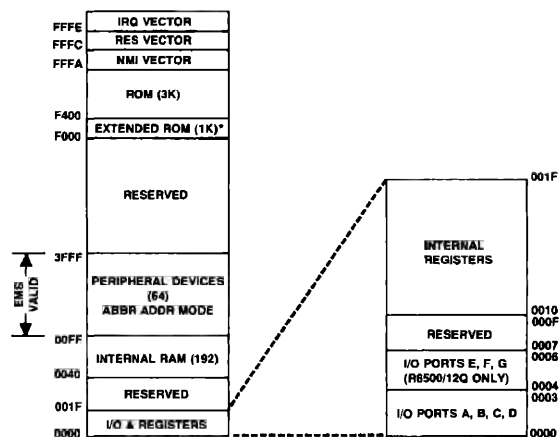 FFFE
IRQ VECTOR
FFFC
RES VECTOR
FFFA
NMI VECTOR
ROM (3K)
F400
EXTENDED ROM (1K)*
F000
RESERVED
3FFF
EMS VALID
PERIPHERAL DEVICES
(64)
ABBR ADDR MODE
00FF
INTERNAL RAM (192)
0040
RESERVED
001F
I/O & REGISTERS
0000
001F
INTERNAL
REGISTERS
0010
000F
RESERVED
0007
0006
I/O PORTS E, F, G
(R6500/12Q ONLY)
0004
0003
I/O PORTS A, B, C, D
0000